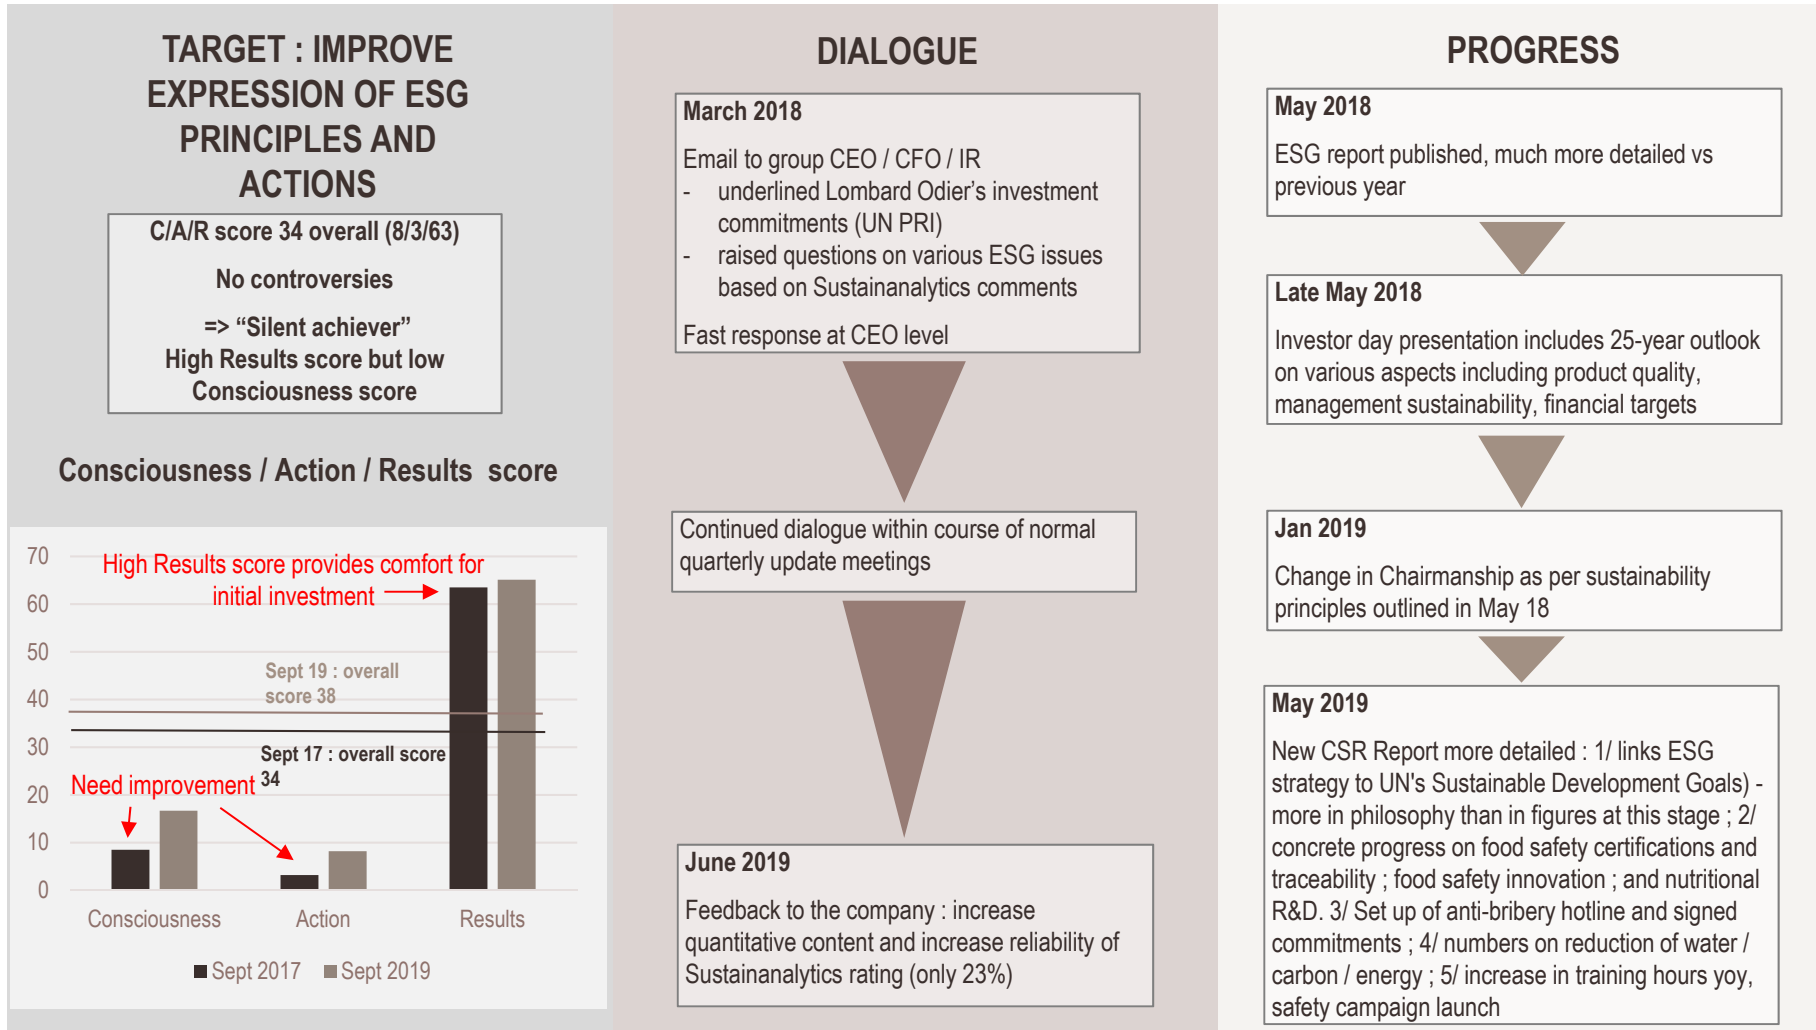 TARGET : IMPROVE
EXPRESSION OF ESG
PRINCIPLES AND
ACTIONS
C/A/R score 34 overall (8/3/63)
No controversies
=> “Silent achiever”
High Results score but low
Consciousness score
Consciousness / Action / Results score
70
60
50
40
30
20
10
0
High Results score provides comfort for
initial investment
Sept 19 : overall
score 38
Sept 17 : overall score
34
Need improvement
Consciousness
Action
Results
Sept 2017
Sept 2019
DIALOGUE
March 2018
Email to group CEO / CFO / IR
- underlined Lombard Odier’s investment
commitments (UN PRI)
- raised questions on various ESG issues
based on Sustainanalytics comments
Fast response at CEO level
Continued dialogue within course of normal
quarterly update meetings
June 2019
Feedback to the company : increase
quantitative content and increase reliability of
Sustainanalytics rating (only 23%)
PROGRESS
May 2018
ESG report published, much more detailed vs
previous year
Late May 2018
Investor day presentation includes 25-year outlook
on various aspects including product quality,
management sustainability, financial targets
Jan 2019
Change in Chairmanship as per sustainability
principles outlined in May 18
May 2019
New CSR Report more detailed : 1/ links ESG
strategy to UN's Sustainable Development Goals) -
more in philosophy than in figures at this stage ; 2/
concrete progress on food safety certifications and
traceability ; food safety innovation ; and nutritional
R&D. 3/ Set up of anti-bribery hotline and signed
commitments ; 4/ numbers on reduction of water /
carbon / energy ; 5/ increase in training hours yoy,
safety campaign launch